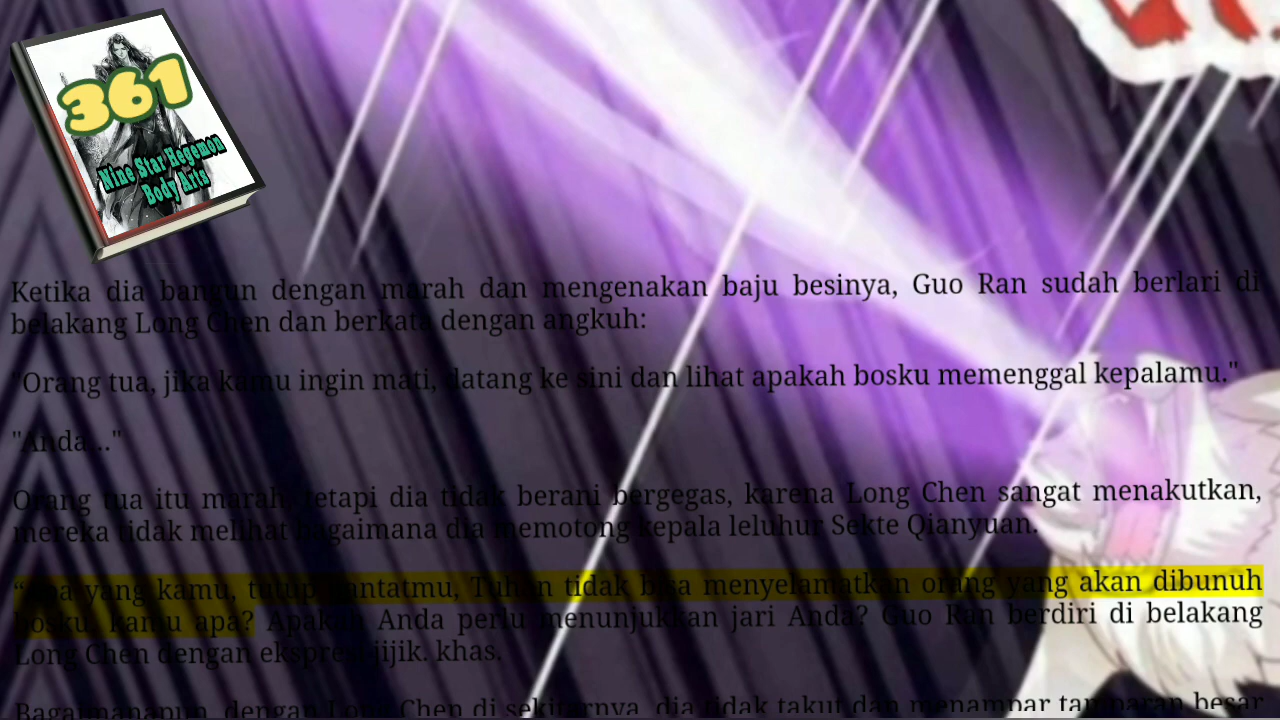 361
Nine Star Hegemon
Body Arts
Ketika dia bangun dengan marah dan mengenakan baju besinya, Guo Ran sudah berlari di
belakang Long Chen dan berkata dengan angkuh:
"Orang tua, jika kamu ingin mati, datang ke sini dan lihat apakah bosku memenggal kepalamu."
"Anda..."
Orang tua itu marah, tetapi dia tidak berani bergegas, karena Long Chen sangat menakutkan,
mereka tidak melihat bagaimana dia memotong kepala leluhur Sekte Qianyuan.
“Apa yang kamu, tutup pantatmu, Tuhan tidak bisa menyelamatkan orang yang akan dibunuh
bosku, kamu apa? Apakah Anda perlu menunjukkan jari Anda? Guo Ran berdiri di belakang
Long Chen dengan ekspresi jijik. khas.
Bagaimanapun, dengan Long Chen di sekitarnya, dia tidak takut dan menampar tamparan besar